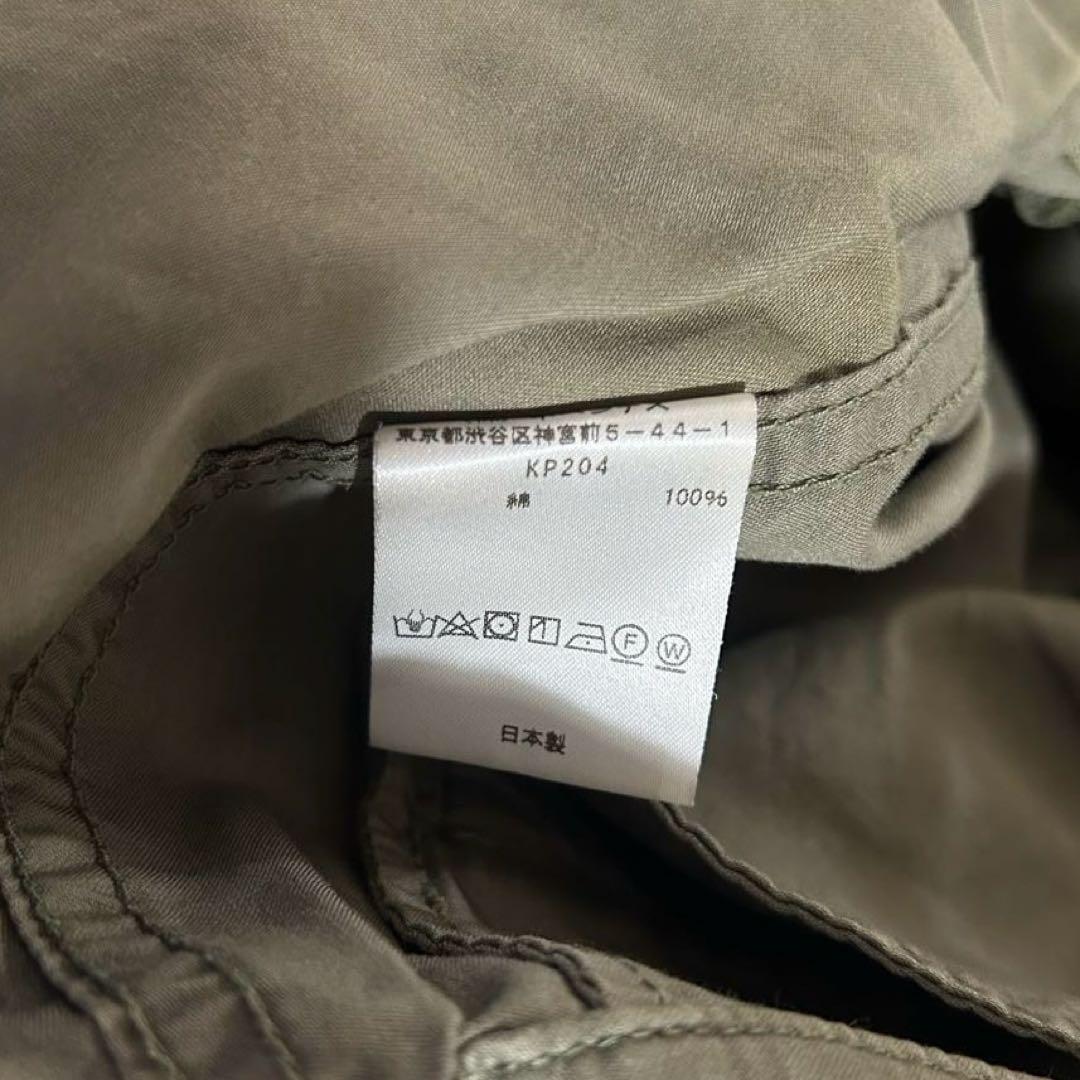 東京都渋谷区神宮前5-44-1
KP204
綿 100%
F W
日本製